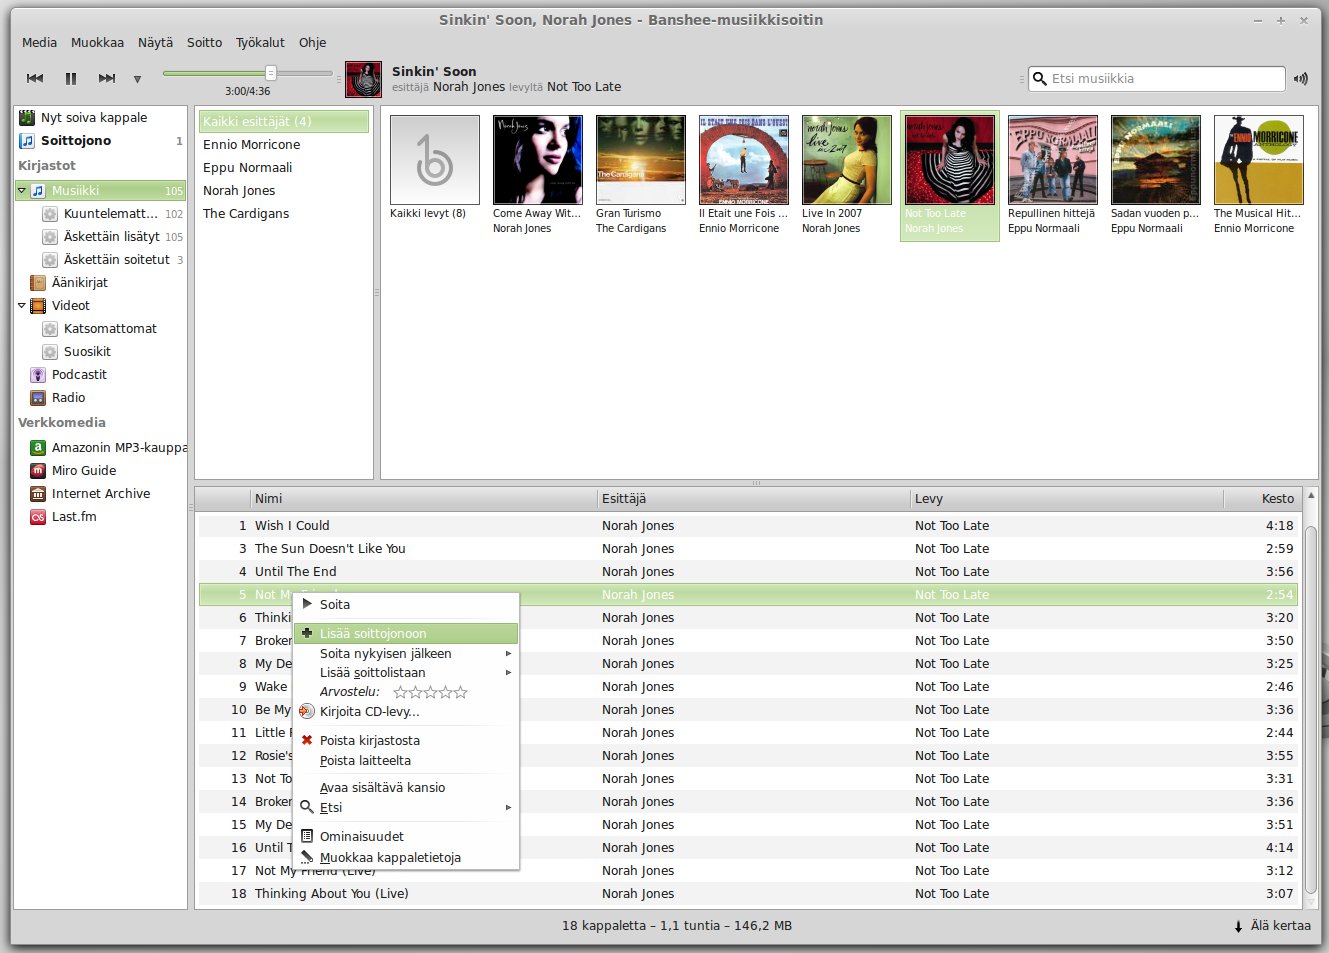 Sinkin' Soon, Norah Jones - Banshee-musiikkisoitin
Media Muokkaa Näytä Soitto Työkalut Ohje
3:00/4:36
Sinkin' Soon
esittäjä Norah Jones levyltä Not Too Late
Etsi musiikkia
Nyt soiva kappale
Soittojono 1
Kirjastot
Musiikki 105
Kuuntelematt... 102
Äskettäin lisätyt 105
Äskettäin soitetut 3
Äänikirjat
Videot
Katsomattomat
Suosikit
Podcastit
Radio
Verkkomedia
Amazonin MP3-kauppa
Miro Guide
Internet Archive
Last.fm
Kaikki esittäjät (4)
Ennio Morricone
Eppu Normaali
Norah Jones
The Cardigans
Kaikki levyt (8)
Come Away Wit...
Norah Jones
Gran Turismo
The Cardigans
Il Etait une Fois ...
Ennio Morricone
Live In 2007
Norah Jones
Not Too Late
Norah Jones
Repullinen hittejä
Eppu Normaali
Sadan vuoden p...
Eppu Normaali
The Musical Hit...
Ennio Morricone
Nimi Esittäjä Levy Kesto
1 Wish I Could Norah Jones Not Too Late 4:18
3 The Sun Doesn't Like You Norah Jones Not Too Late 2:59
4 Until The End Norah Jones Not Too Late 3:56
5 Not Norah Jones Not Too Late 2:54
6 Thinki Norah Jones Not Too Late 3:20
7 Broker Norah Jones Not Too Late 3:50
8 My De Norah Jones Not Too Late 3:25
9 Wake Norah Jones Not Too Late 2:46
10 Be My Norah Jones Not Too Late 3:36
11 Little Norah Jones Not Too Late 2:44
12 Rosie's Norah Jones Not Too Late 3:55
13 Not To Norah Jones Not Too Late 3:31
14 Broker Norah Jones Not Too Late 3:36
15 My De Norah Jones Not Too Late 3:51
16 Until Norah Jones Not Too Late 4:14
17 Not My Friend (Live) Norah Jones Not Too Late 3:12
18 Thinking About You (Live) Norah Jones Not Too Late 3:07
Soita
Lisää soittojonoon
Soita nykyisen jälkeen
Lisää soittolistaan
Arvostelu:
Kirjoita CD-levy...
Poista kirjastosta
Poista laitteelta
Avaa sisältävä kansio
Etsi
Ominaisuudet
Muokkaa kappaletietoja
18 kappaletta – 1,1 tuntia – 146,2 MB
Älä kertaa